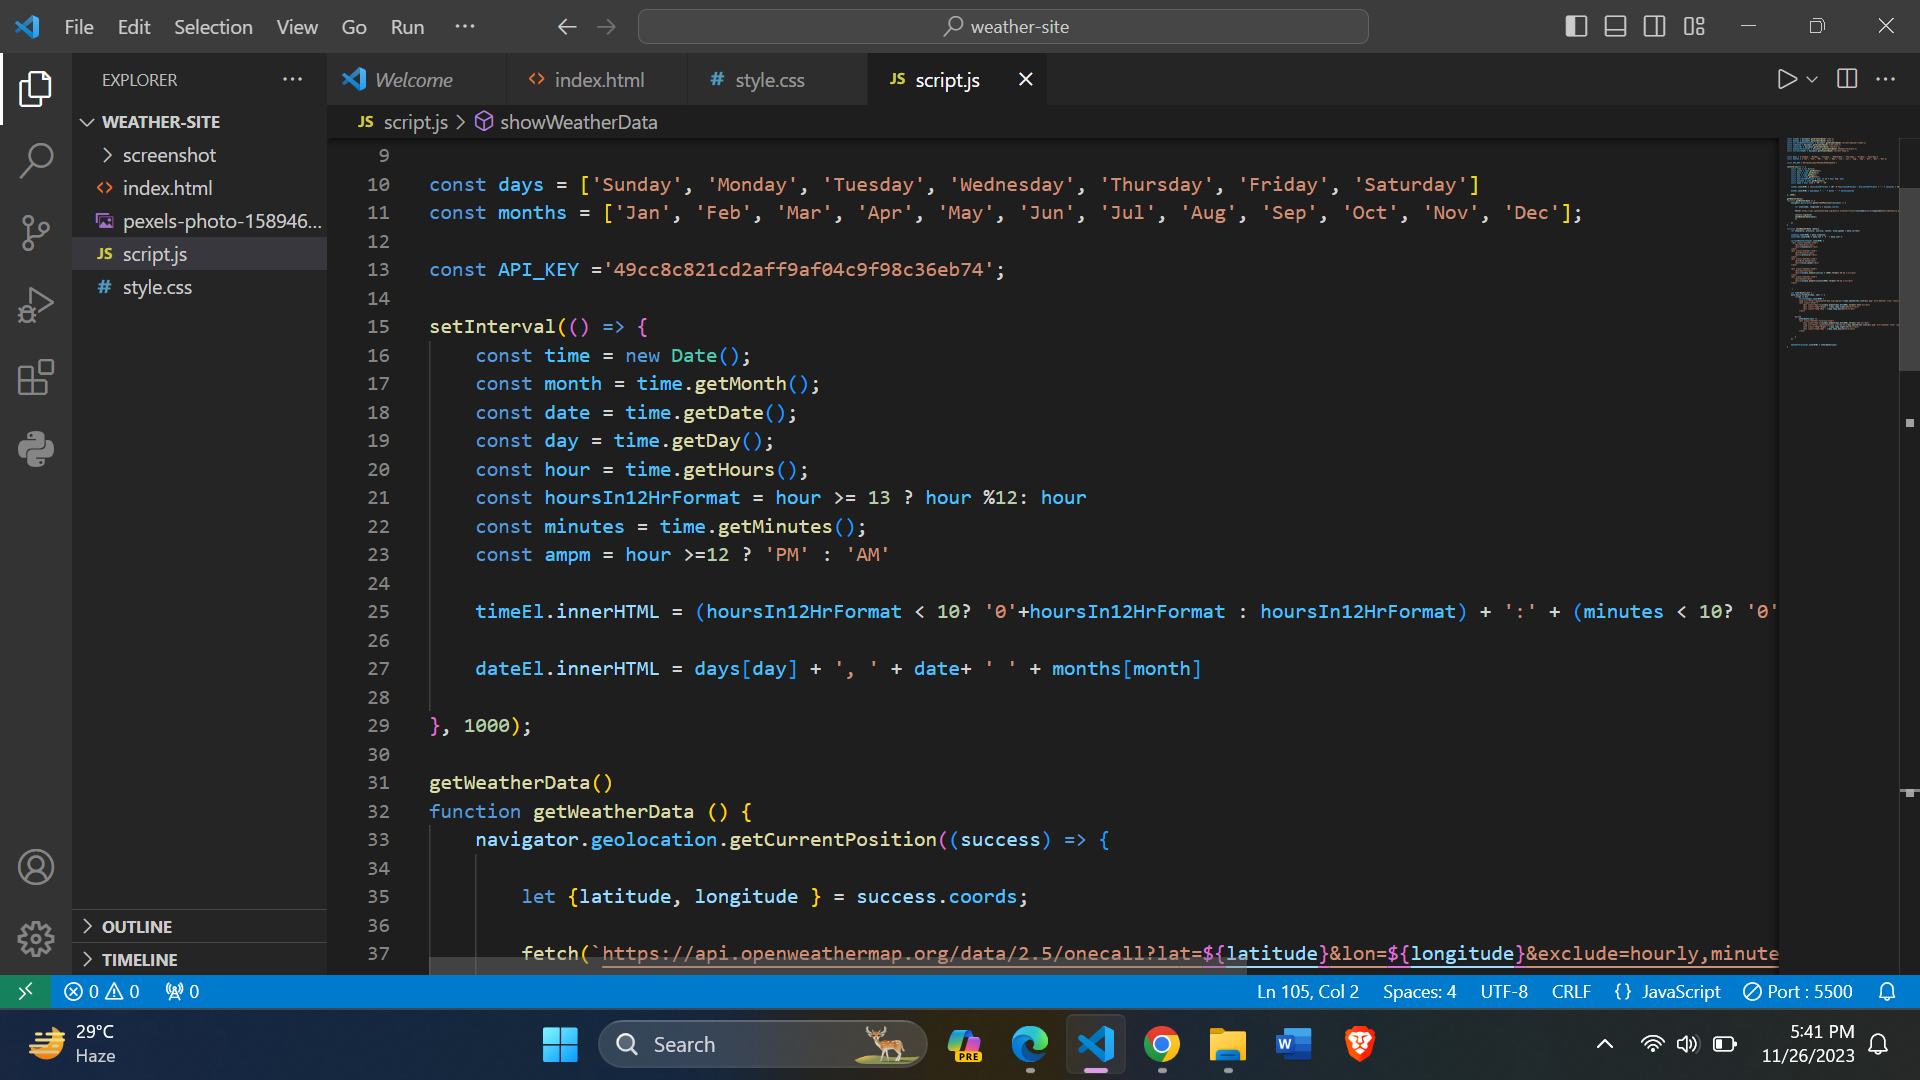 File Edit Selection View Go Run ··· weather-site
EXPLORER ···
Welcome index.html # style.css JS script.js
JS script.js > showWeatherData
WEATHER-SITE
screenshot
index.html
pexels-photo-158946...
JS script.js
# style.css
OUTLINE
TIMELINE
9
10 const days = ['Sunday', 'Monday', 'Tuesday', 'Wednesday', 'Thursday', 'Friday', 'Saturday']
11 const months = ['Jan', 'Feb', 'Mar', 'Apr', 'May', 'Jun', 'Jul', 'Aug', 'Sep', 'Oct', 'Nov', 'Dec'];
12
13 const API_KEY ='49cc8c821cd2aff9af04c9f98c36eb74';
14
15 setInterval(() => {
16 const time = new Date();
17 const month = time.getMonth();
18 const date = time.getDate();
19 const day = time.getDay();
20 const hour = time.getHours();
21 const hoursIn12HrFormat = hour >= 13 ? hour %12: hour
22 const minutes = time.getMinutes();
23 const ampm = hour >=12 ? 'PM' : 'AM'
24
25 timeEl.innerHTML = (hoursIn12HrFormat < 10? '0'+hoursIn12HrFormat : hoursIn12HrFormat) + ':' + (minutes < 10? '0'
26
27 dateEl.innerHTML = days[day] + ', ' + date+ ' ' + months[month]
28
29 }, 1000);
30
31 getWeatherData()
32 function getWeatherData () {
33 navigator.geolocation.getCurrentPosition((success) => {
34
35 let {latitude, longitude } = success.coords;
36
37 fetch(`https://api.openweathermap.org/data/2.5/onecall?lat=${latitude}&lon=${longitude}&exclude=hourly,minute
0 0 0 Ln 105, Col 2 Spaces: 4 UTF-8 CRLF {} JavaScript Port : 5500
29°C
Haze
Search
PRE
W
5:41 PM
11/26/2023